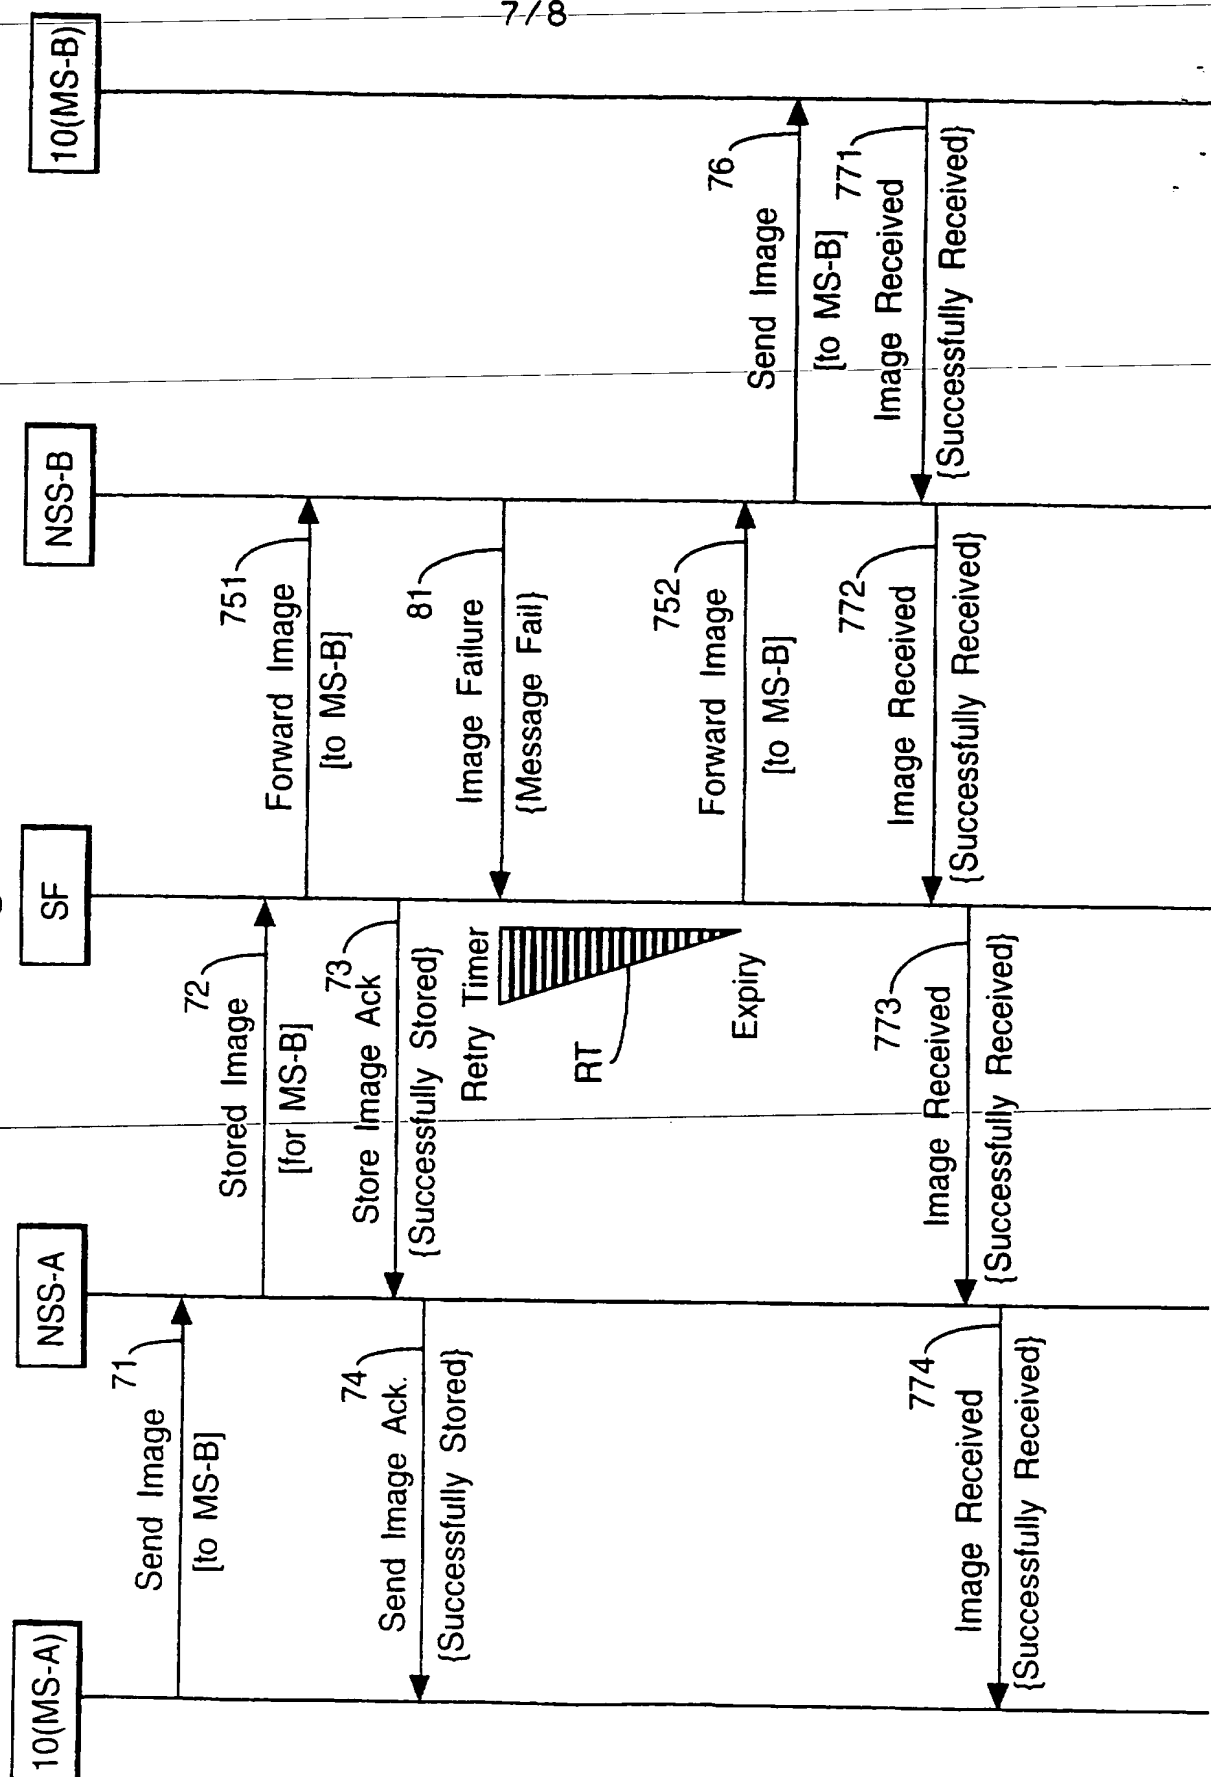 7/8
10(MS-A)
NSS-A
SF
NSS-B
10(MS-B)
71
Send Image
[to MS-B]
72
Stored Image
[for MS-B]
751
Forward Image
[to MS-B]
73
Store Image Ack
{Successfully Stored}
74
Send Image Ack.
{Successfully Stored}
81
Image Failure
{Message Fail}
Retry Timer
RT
Expiry
752
Forward Image
[to MS-B]
76
Send Image
[to MS-B]
771
Image Received
{Successfully Received}
772
Image Received
{Successfully Received}
773
Image Received
{Successfully Received}
774
Image Received
{Successfully Received}